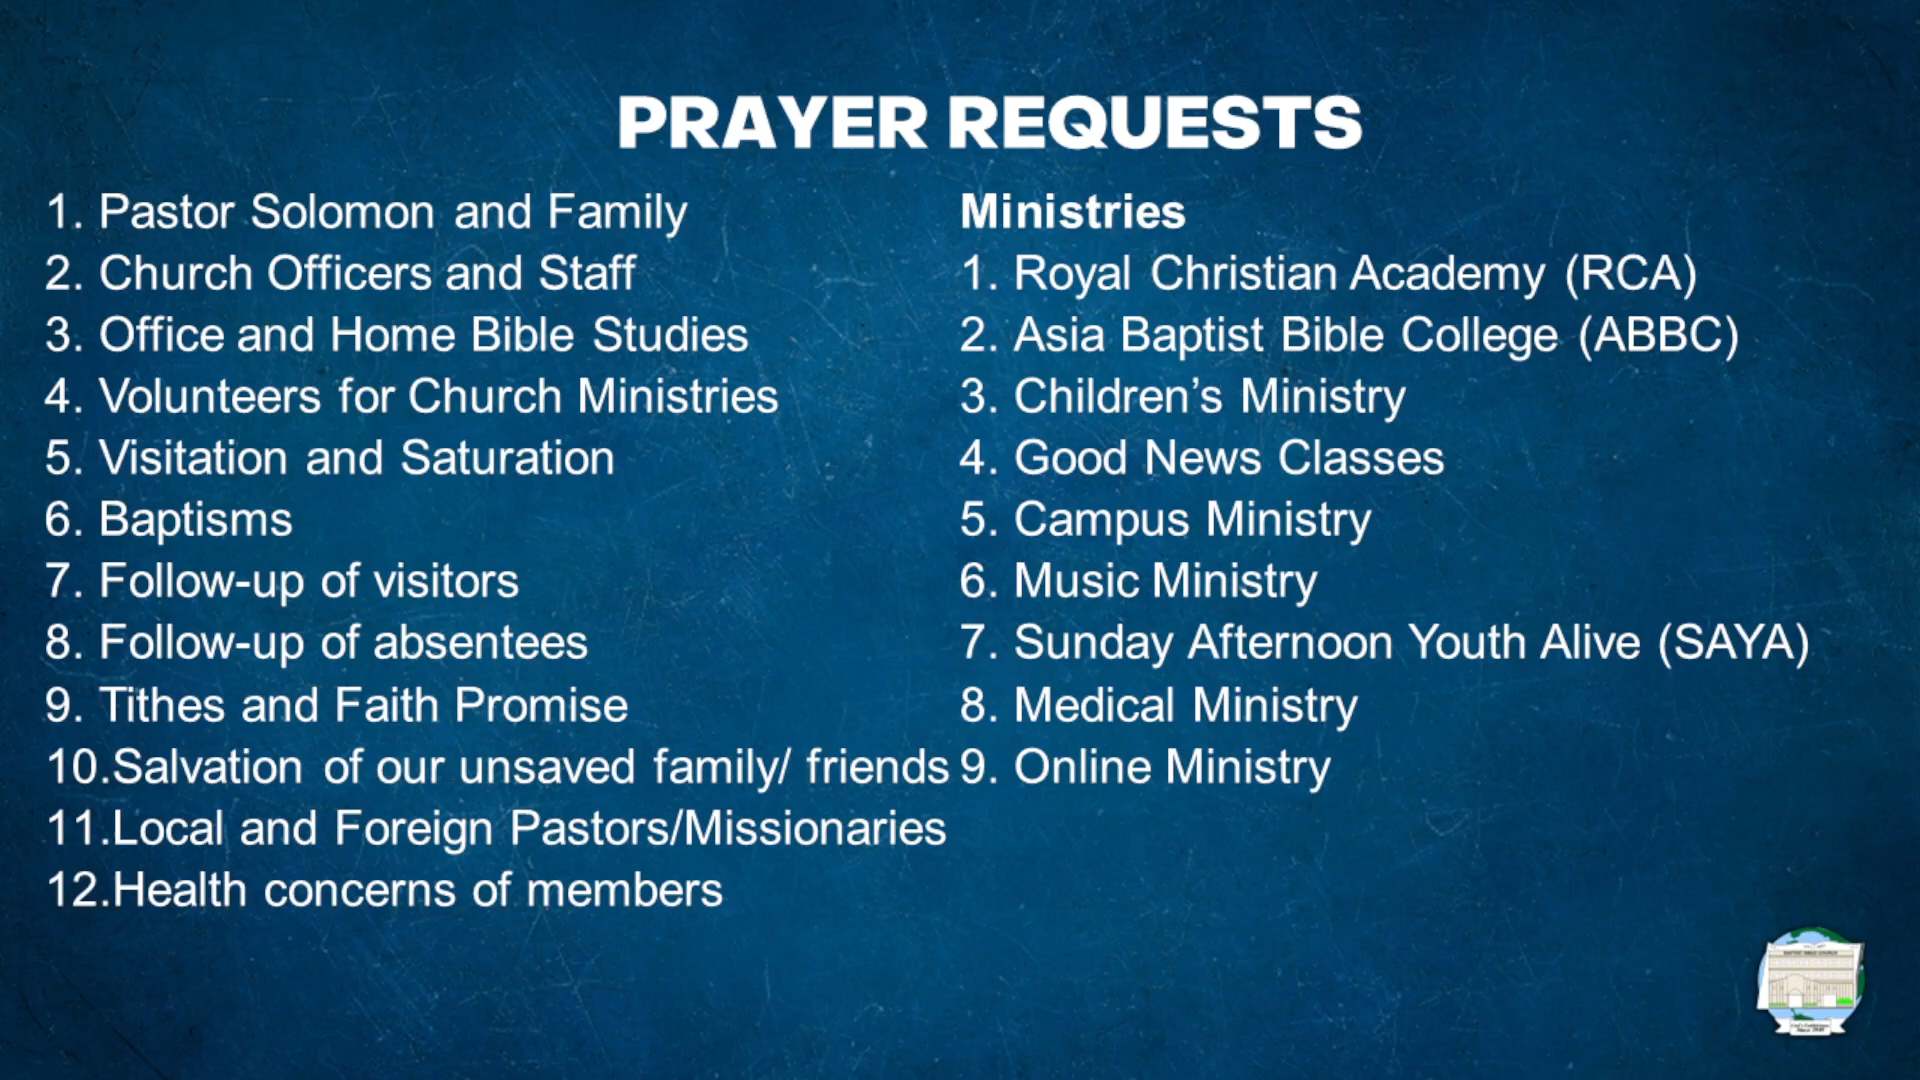 PRAYER REQUESTS
1. Pastor Solomon and Family
2. Church Officers and Staff
3. Office and Home Bible Studies
4. Volunteers for Church Ministries
5. Visitation and Saturation
6. Baptisms
7. Follow-up of visitors
8. Follow-up of absentees
9. Tithes and Faith Promise
10.Salvation of our unsaved family/ friends
11.Local and Foreign Pastors/Missionaries
12.Health concerns of members
Ministries
1. Royal Christian Academy (RCA)
2. Asia Baptist Bible College (ABBC)
3. Children’s Ministry
4. Good News Classes
5. Campus Ministry
6. Music Ministry
7. Sunday Afternoon Youth Alive (SAYA)
8. Medical Ministry
9. Online Ministry
BAPTIST BIBLE CHURCH